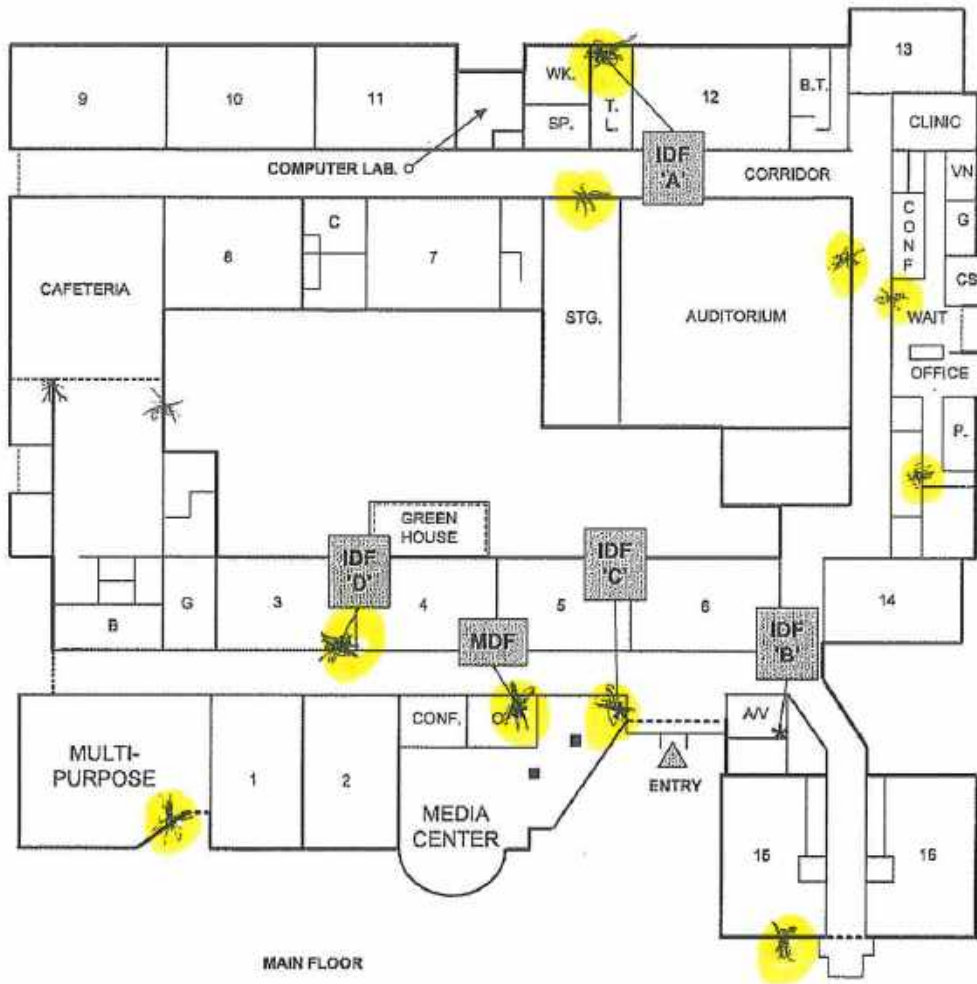 13
9
10
11
WK.
SP.
T.
L.
12
B.T.
CLINIC
IDF
'A'
COMPUTER LAB.
CORRIDOR
VN
C
O
N
F
G
CS
CAFETERIA
6
C
7
STG.
AUDITORIUM
WAIT
OFFICE
P.
GREEN
HOUSE
IDF
'D'
IDF
'C'
G
3
4
5
6
14
B
MDF
IDF
'B'
CONF.
O.
A/V
MULTI-
PURPOSE
1
2
ENTRY
MEDIA
CENTER
15
16
MAIN FLOOR